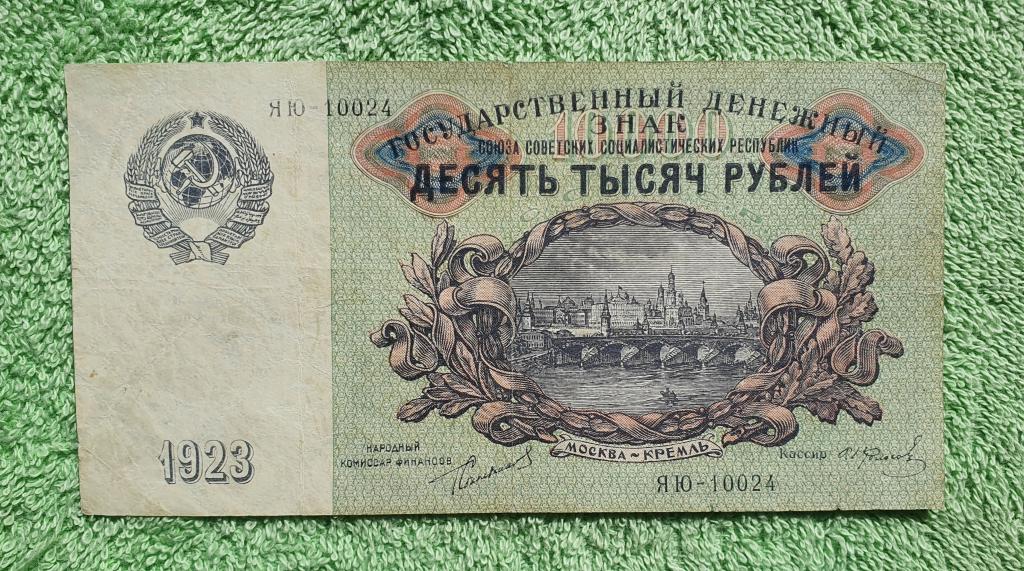 ЯЮ-10024
ГОСУДАРСТВЕННЫЙ ДЕНЕЖНЫЙ
ЗНАК
10000
СОЮЗА СОВЕТСКИХ СОЦИАЛИСТИЧЕСКИХ РЕСПУБЛИК
ДЕСЯТЬ ТЫСЯЧ РУБЛЕЙ
1923
НАРОДНЫЙ
КОМИССАР ФИНАНСОВ
МОСКВА~КРЕМЛЬ
Кассир
ЯЮ-10024